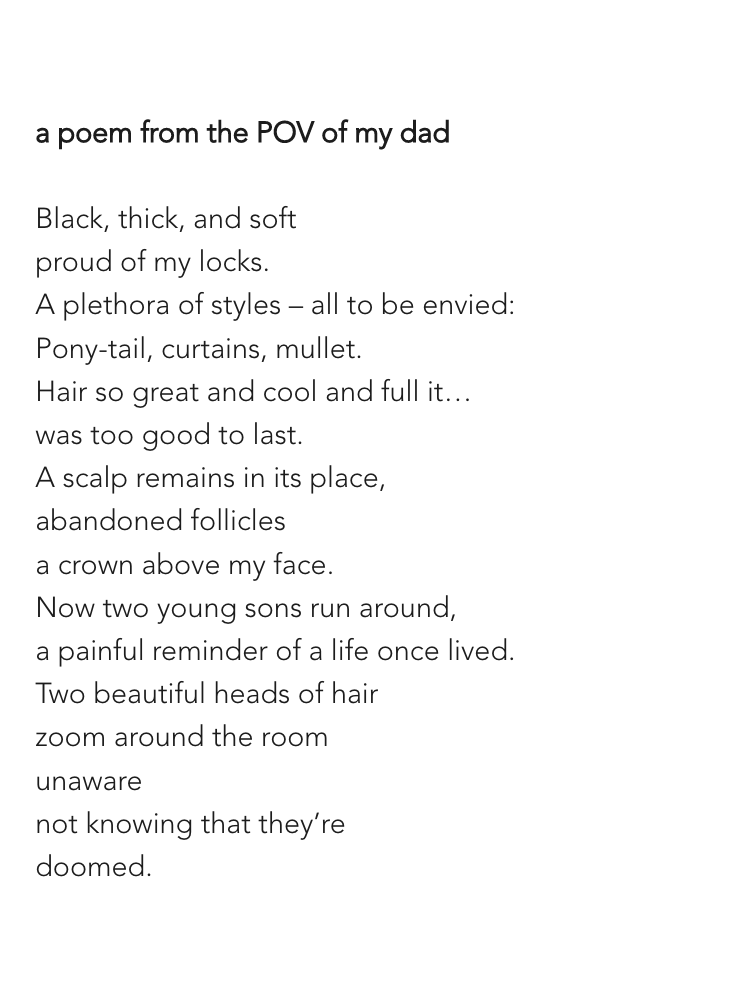 a poem from the POV of my dad
Black, thick, and soft
proud of my locks.
A plethora of styles – all to be envied:
Pony-tail, curtains, mullet.
Hair so great and cool and full it…
was too good to last.
A scalp remains in its place,
abandoned follicles
a crown above my face.
Now two young sons run around,
a painful reminder of a life once lived.
Two beautiful heads of hair
zoom around the room
unaware
not knowing that they’re
doomed.